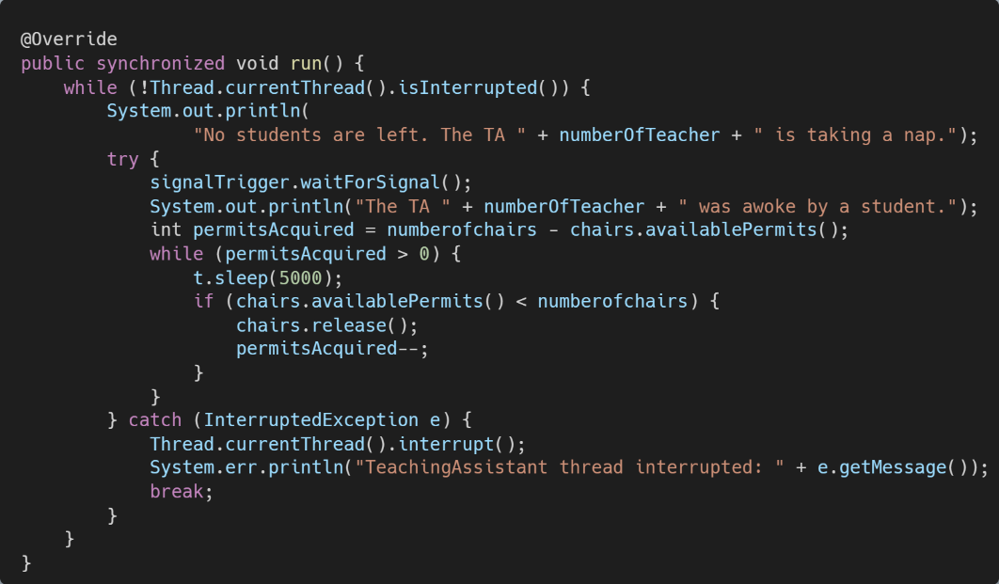 @Override
public synchronized void run() {
    while (!Thread.currentThread().isInterrupted()) {
        System.out.println(
                "No students are left. The TA " + numberOfTeacher + " is taking a nap.");
        try {
            signalTrigger.waitForSignal();
            System.out.println("The TA " + numberOfTeacher + " was awoke by a student.");
            int permitsAcquired = numberofchairs - chairs.availablePermits();
            while (permitsAcquired > 0) {
                t.sleep(5000);
                if (chairs.availablePermits() < numberofchairs) {
                    chairs.release();
                    permitsAcquired--;
                }
            }
        } catch (InterruptedException e) {
            Thread.currentThread().interrupt();
            System.err.println("TeachingAssistant thread interrupted: " + e.getMessage());
            break;
        }
    }
}